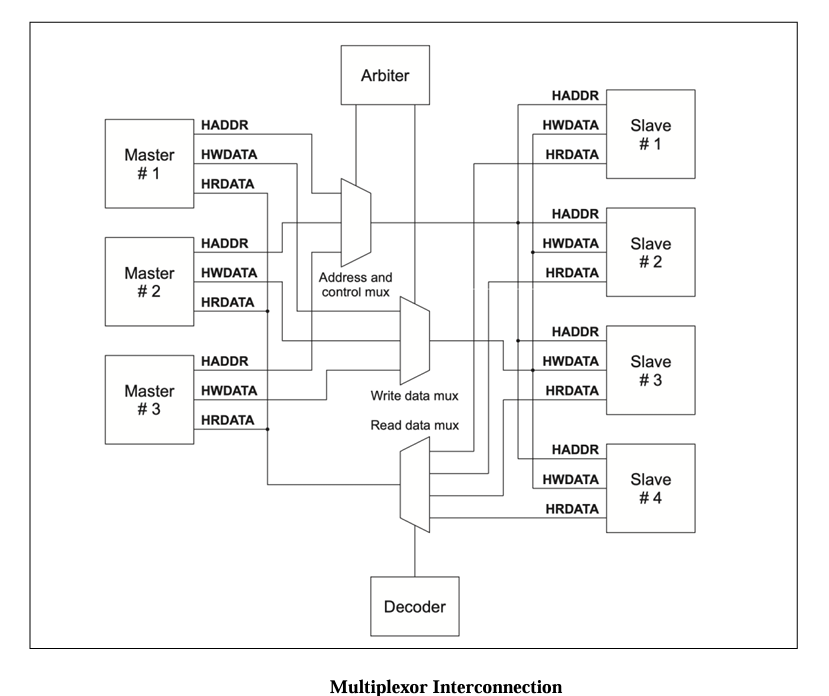 Arbiter
Master
# 1
HADDR
HWDATA
HRDATA
Master
# 2
HADDR
HWDATA
HRDATA
Master
# 3
HADDR
HWDATA
HRDATA
Address and
control mux
Write data mux
Read data mux
Decoder
HADDR
HWDATA
HRDATA
Slave
# 1
HADDR
HWDATA
HRDATA
Slave
# 2
HADDR
HWDATA
HRDATA
Slave
# 3
HADDR
HWDATA
HRDATA
Slave
# 4
Multiplexor Interconnection